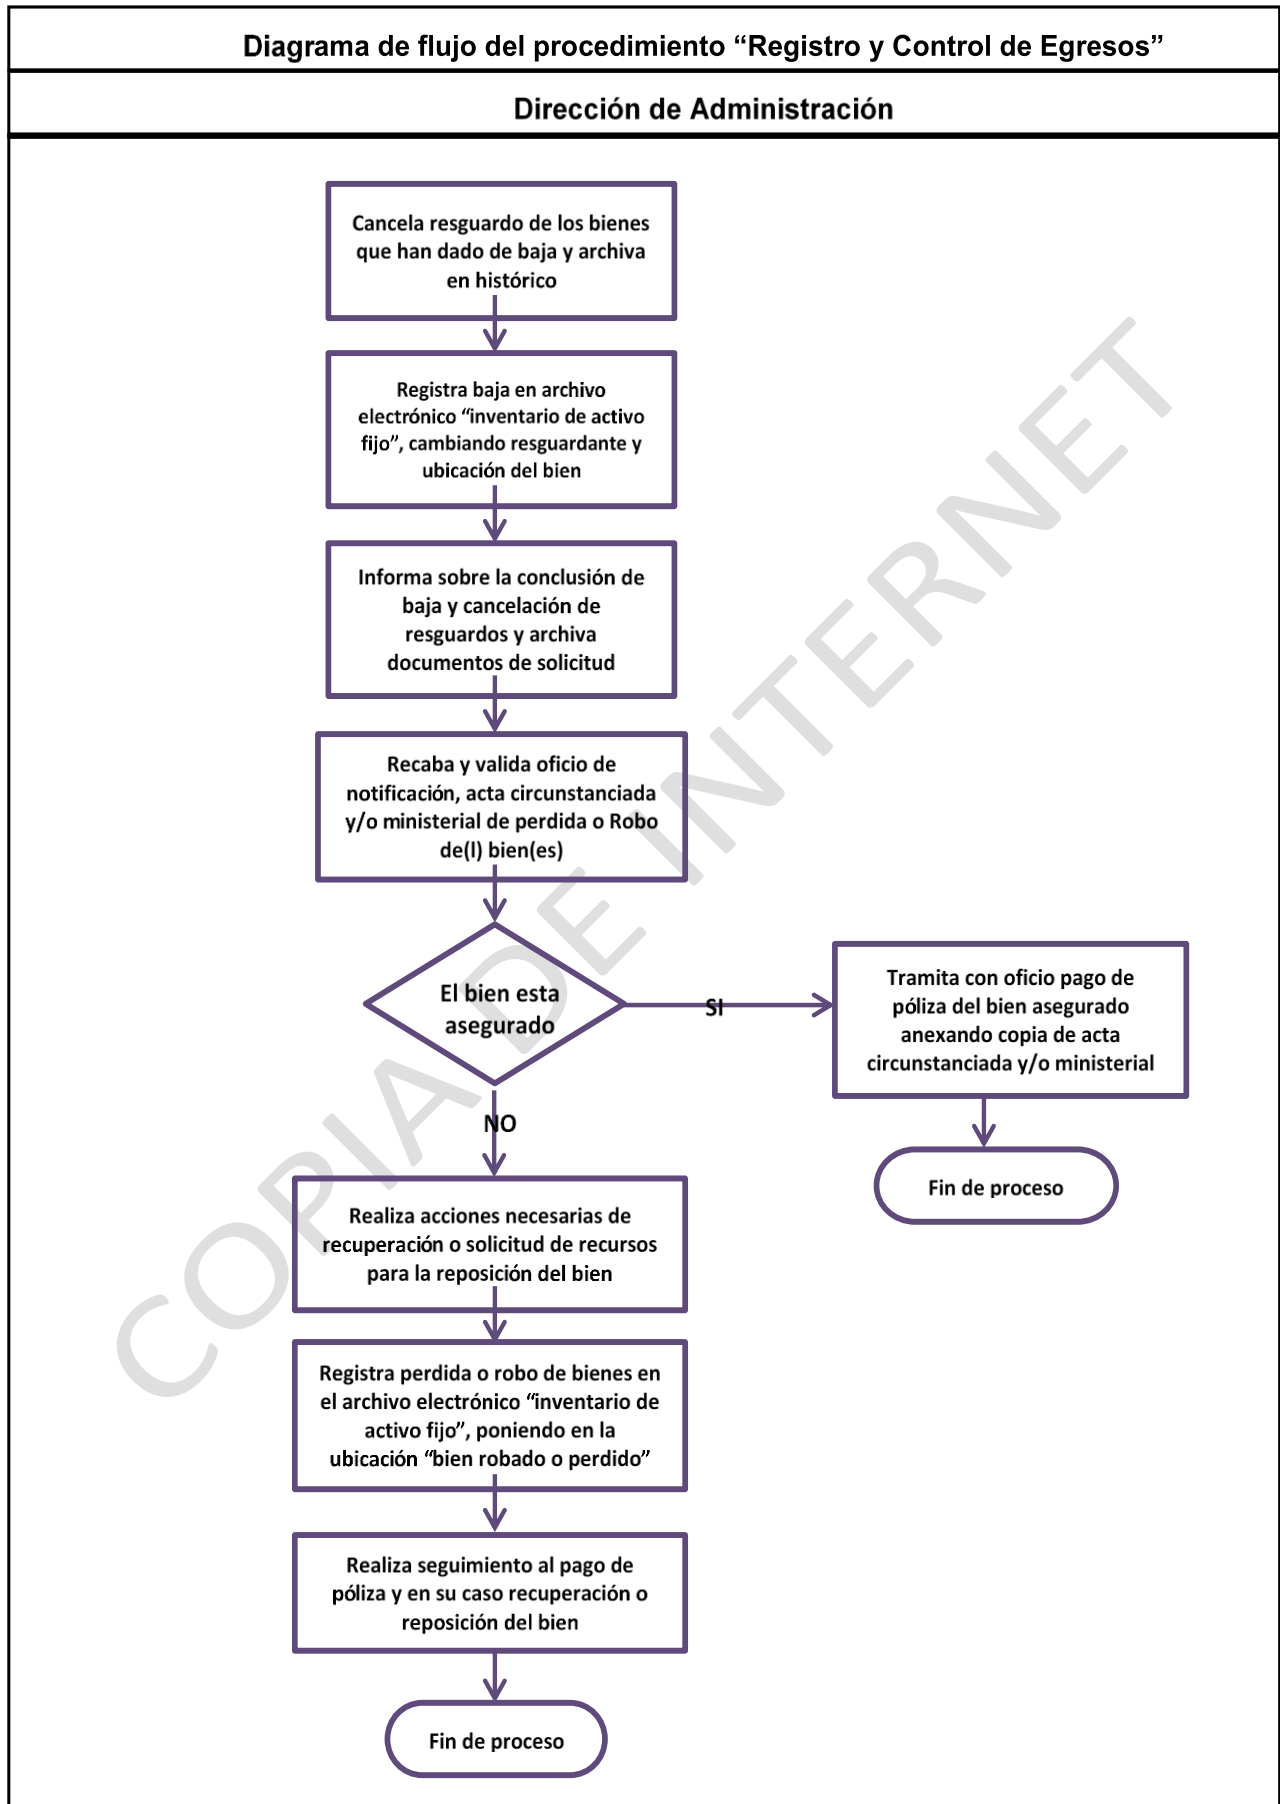 Diagrama de flujo del procedimiento “Registro y Control de Egresos”
Dirección de Administración
Cancela resguardo de los bienes
que han dado de baja y archiva
en histórico
Registra baja en archivo
electrónico “inventario de activo
fijo”, cambiando resguardante y
ubicación del bien
Informa sobre la conclusión de
baja y cancelación de
resguardos y archiva
documentos de solicitud
Recaba y valida oficio de
notificación, acta circunstanciada
y/o ministerial de perdida o Robo
de(l) bien(es)
El bien esta
asegurado
SI
Tramita con oficio pago de
póliza del bien asegurado
anexando copia de acta
circunstanciada y/o ministerial
Fin de proceso
NO
Realiza acciones necesarias de
recuperación o solicitud de recursos
para la reposición del bien
Registra perdida o robo de bienes en
el archivo electrónico “inventario de
activo fijo”, poniendo en la
ubicación “bien robado o perdido”
Realiza seguimiento al pago de
póliza y en su caso recuperación o
reposición del bien
Fin de proceso
COPIA DE INTERNET